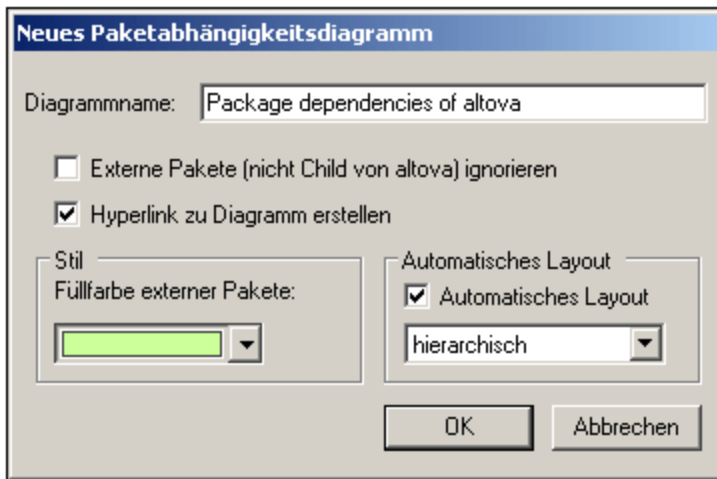 Neues Paketabhängigkeitsdiagramm
Diagrammname: Package dependencies of altova
Externe Pakete (nicht Child von altova) ignorieren
Hyperlink zu Diagramm erstellen
Stil
Füllfarbe externer Pakete:
Automatisches Layout
Automatisches Layout
hierarchisch
OK Abbrechen